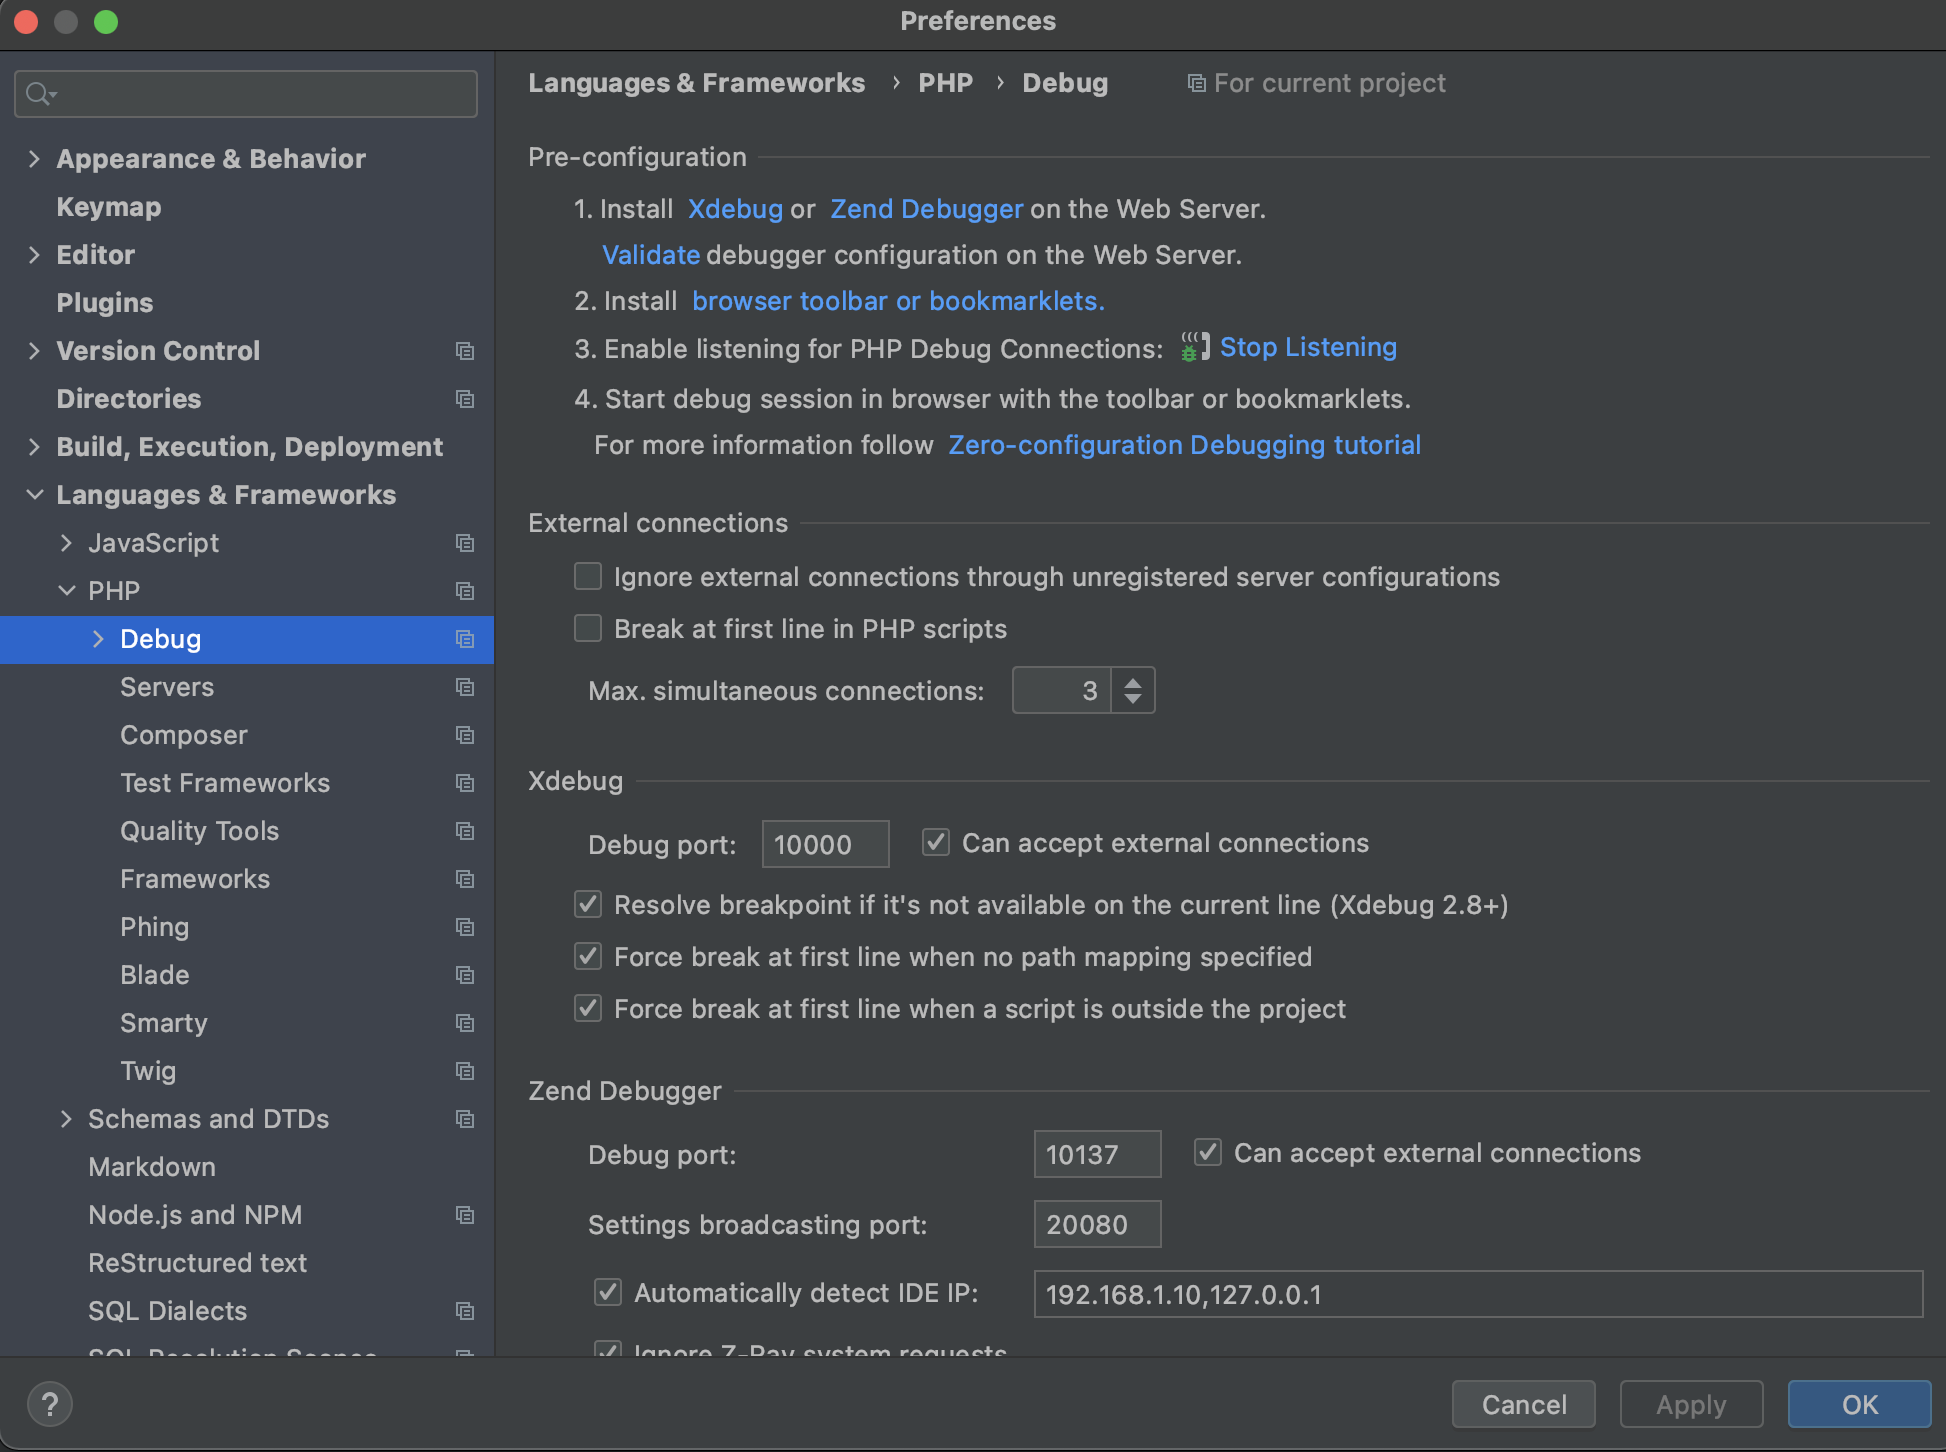 Preferences
Appearance & Behavior
Keymap
Editor
Plugins
Version Control
Directories
Build, Execution, Deployment
Languages & Frameworks
JavaScript
PHP
Debug
Servers
Composer
Test Frameworks
Quality Tools
Frameworks
Phing
Blade
Smarty
Twig
Schemas and DTDs
Markdown
Node.js and NPM
ReStructured text
SQL Dialects
SQL Resolution Scopes
Languages & Frameworks › PHP › Debug For current project
Pre-configuration
1. Install Xdebug or Zend Debugger on the Web Server.
Validate debugger configuration on the Web Server.
2. Install browser toolbar or bookmarklets.
3. Enable listening for PHP Debug Connections: Stop Listening
4. Start debug session in browser with the toolbar or bookmarklets.
For more information follow Zero-configuration Debugging tutorial
External connections
Ignore external connections through unregistered server configurations
Break at first line in PHP scripts
Max. simultaneous connections: 3
Xdebug
Debug port: 10000 Can accept external connections
Resolve breakpoint if it's not available on the current line (Xdebug 2.8+)
Force break at first line when no path mapping specified
Force break at first line when a script is outside the project
Zend Debugger
Debug port: 10137 Can accept external connections
Settings broadcasting port: 20080
Automatically detect IDE IP: 192.168.1.10,127.0.0.1
Ignore Z-Ray system requests
?
Cancel Apply OK